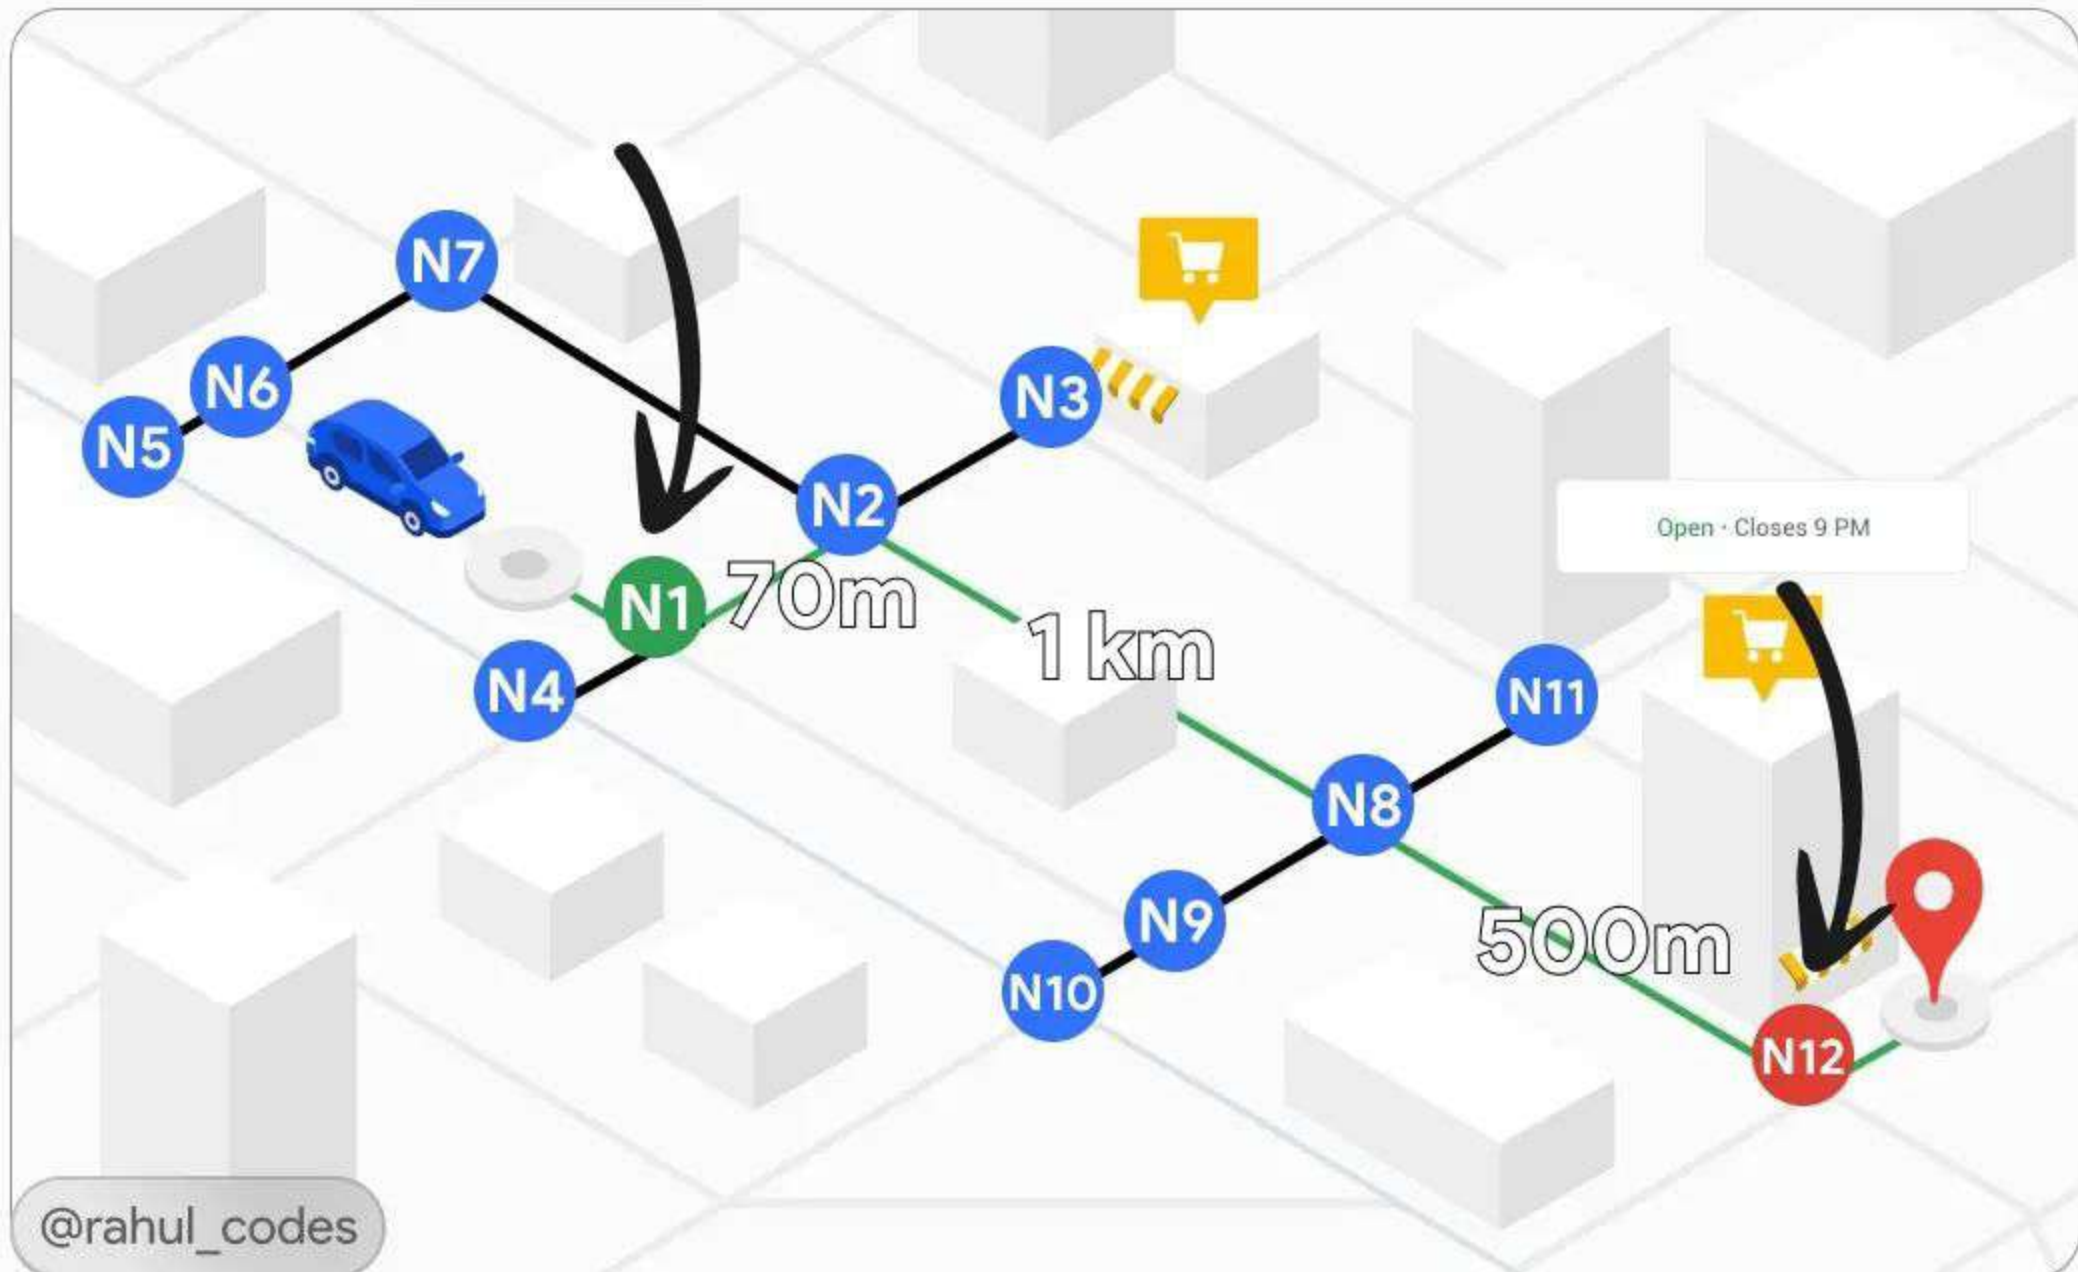 N7
N6
N3
N5
N2
Open · Closes 9 PM
N1
70m
1 km
N4
N11
N8
N9
500m
N10
N12
@rahul_codes